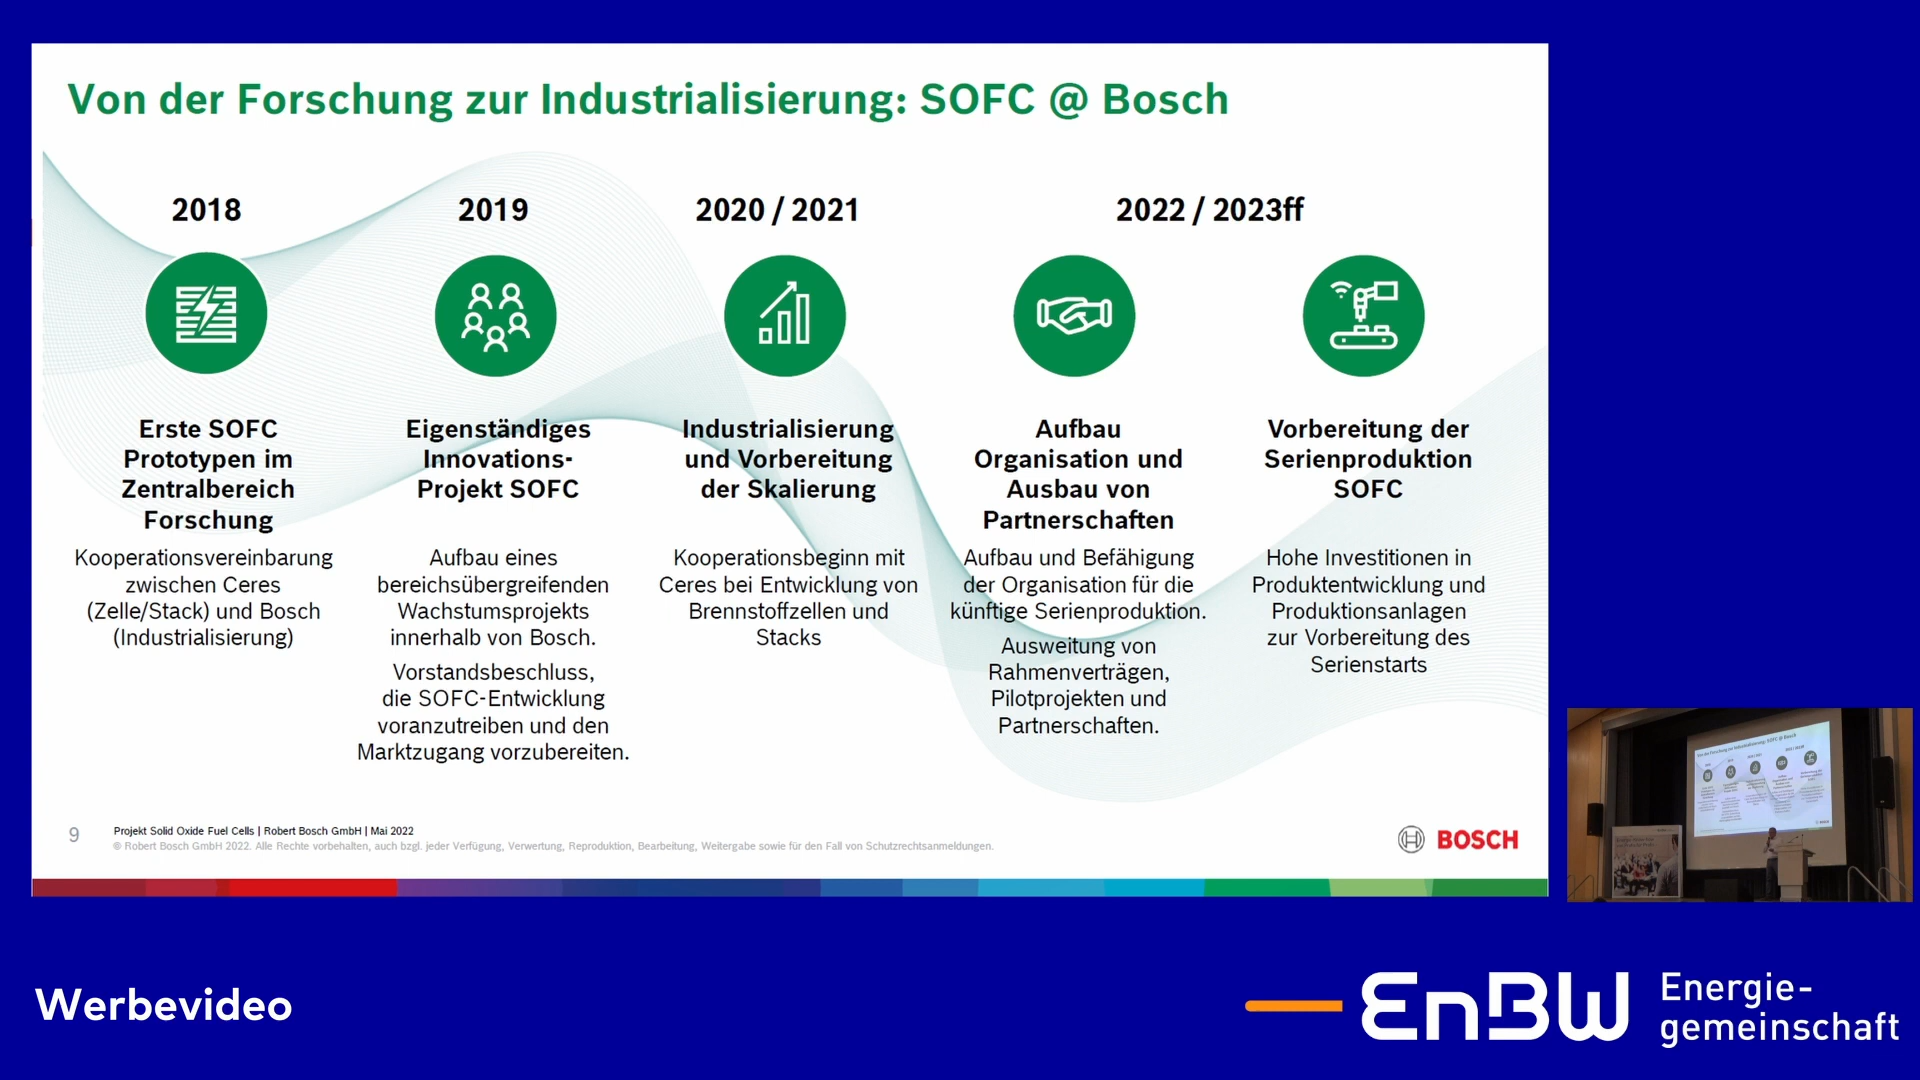 Von der Forschung zur Industrialisierung: SOFC @ Bosch
2018
2019
2020 / 2021
2022 / 2023ff
Erste SOFC
Prototypen im
Zentralbereich
Forschung
Kooperationsvereinbarung
zwischen Ceres
(Zelle/Stack) und Bosch
(Industrialisierung)
Eigenständiges
Innovations-
Projekt SOFC
Aufbau eines
bereichsübergreifenden
Wachstumsprojekts
innerhalb von Bosch.
Vorstandsbeschluss,
die SOFC-Entwicklung
voranzutreiben und den
Marktzugang vorzubereiten.
Industrialisierung
und Vorbereitung
der Skalierung
Kooperationsbeginn mit
Ceres bei Entwicklung von
Brennstoffzellen und
Stacks
Aufbau
Organisation und
Ausbau von
Partnerschaften
Aufbau und Befähigung
der Organisation für die
künftige Serienproduktion.
Ausweitung von
Rahmenverträgen,
Pilotprojekten und
Partnerschaften.
Vorbereitung der
Serienproduktion
SOFC
Hohe Investitionen in
Produktentwicklung und
Produktionsanlagen
zur Vorbereitung des
Serienstarts
9
Projekt Solid Oxide Fuel Cells | Robert Bosch GmbH | Mai 2022
© Robert Bosch GmbH 2022. Alle Rechte vorbehalten, auch bzgl. jeder Verfügung, Verwertung, Reproduktion, Bearbeitung, Weitergabe sowie für den Fall von Schutzrechtsanmeldungen.
BOSCH
Von der Forschung zur Industrialisierung: SOFC @ Bosch
Werbevideo
EnBW
Energie-
gemeinschaft